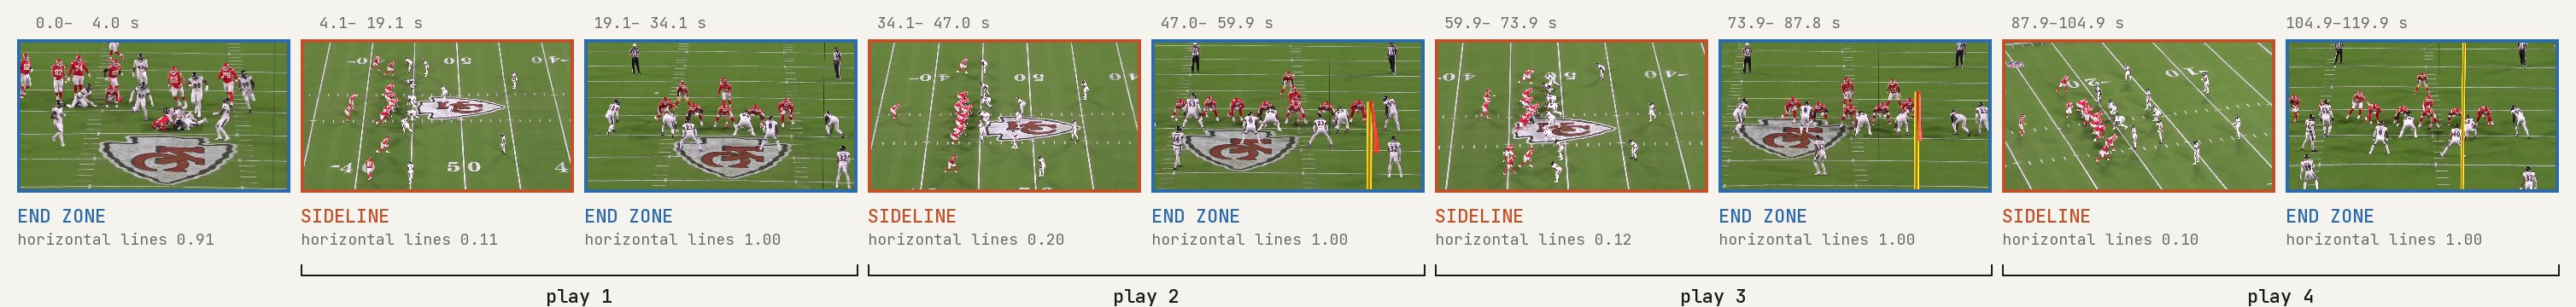 0.0– 4.0 s
4.1– 19.1 s
19.1– 34.1 s
34.1– 47.0 s
47.0– 59.9 s
59.9– 73.9 s
73.9– 87.8 s
87.9–104.9 s
104.9–119.9 s
50
50
KC
END ZONE
SIDELINE
END ZONE
SIDELINE
END ZONE
SIDELINE
END ZONE
SIDELINE
END ZONE
horizontal lines 0.91
horizontal lines 0.11
horizontal lines 1.00
horizontal lines 0.20
horizontal lines 1.00
horizontal lines 0.12
horizontal lines 1.00
horizontal lines 0.10
horizontal lines 1.00
play 1
play 2
play 3
play 4